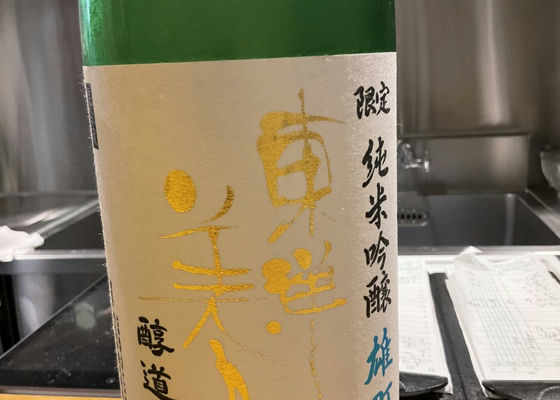 限定 純米吟醸 雄町
東洋
美人
醇道